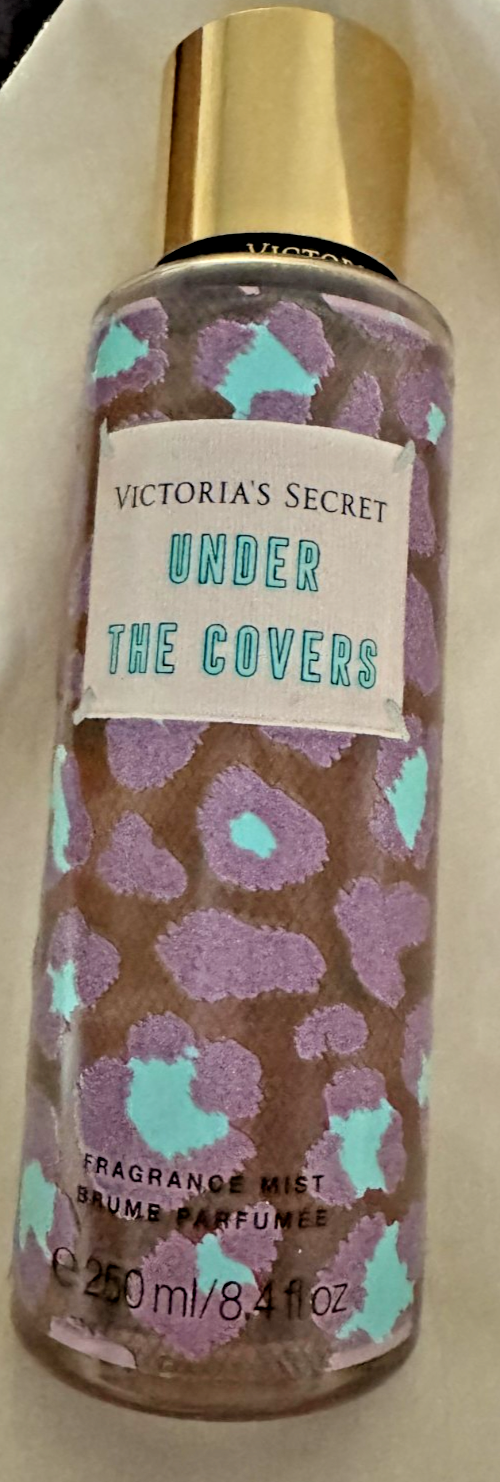 VICTORIA'S SECRET
UNDER
THE COVERS
FRAGRANCE MIST
BRUME PARFUMÉE
℮ 250 ml/8.4 fl oz